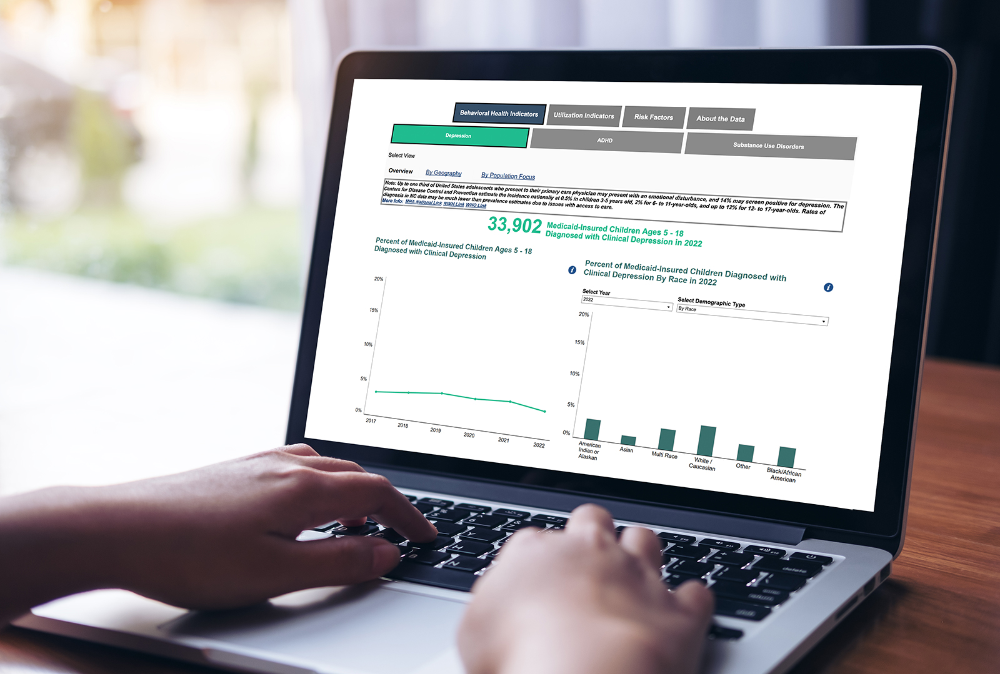 Behavioral Health Indicators
Utilization Indicators
Risk Factors
About the Data
Depression
ADHD
Substance Use Disorders
Select View
Overview
By Geography
By Population Focus
Note: Up to one third of United States adolescents who present to their primary care physician may present with an emotional disturbance, and 14% may screen positive for depression. The
Centers for Disease Control and Prevention estimate the incidence nationally at 0.5% in children 3-5 years old, 2% for 6- to 11-year-olds, and up to 12% for 12- to 17-year-olds. Rates of
diagnosis in NC data may be much lower than prevalence estimates due to issues with access to care.
More Info: MHA National Link NIMH Link WHO Link
33,902
Medicaid-Insured Children Ages 5 - 18
Diagnosed with Clinical Depression in 2022
Percent of Medicaid-Insured Children Ages 5 - 18
Diagnosed with Clinical Depression
20%
15%
10%
5%
0%
2017
2018
2019
2020
2021
2022
i
Percent of Medicaid-Insured Children Diagnosed with
Clinical Depression By Race in 2022
i
Select Year
2022
Select Demographic Type
By Race
20%
15%
10%
5%
0%
American
Indian or
Alaskan
Asian
Multi Race
White /
Caucasian
Other
Black/African
American
Y
H
B
N
F10
F11
F12
delete
return